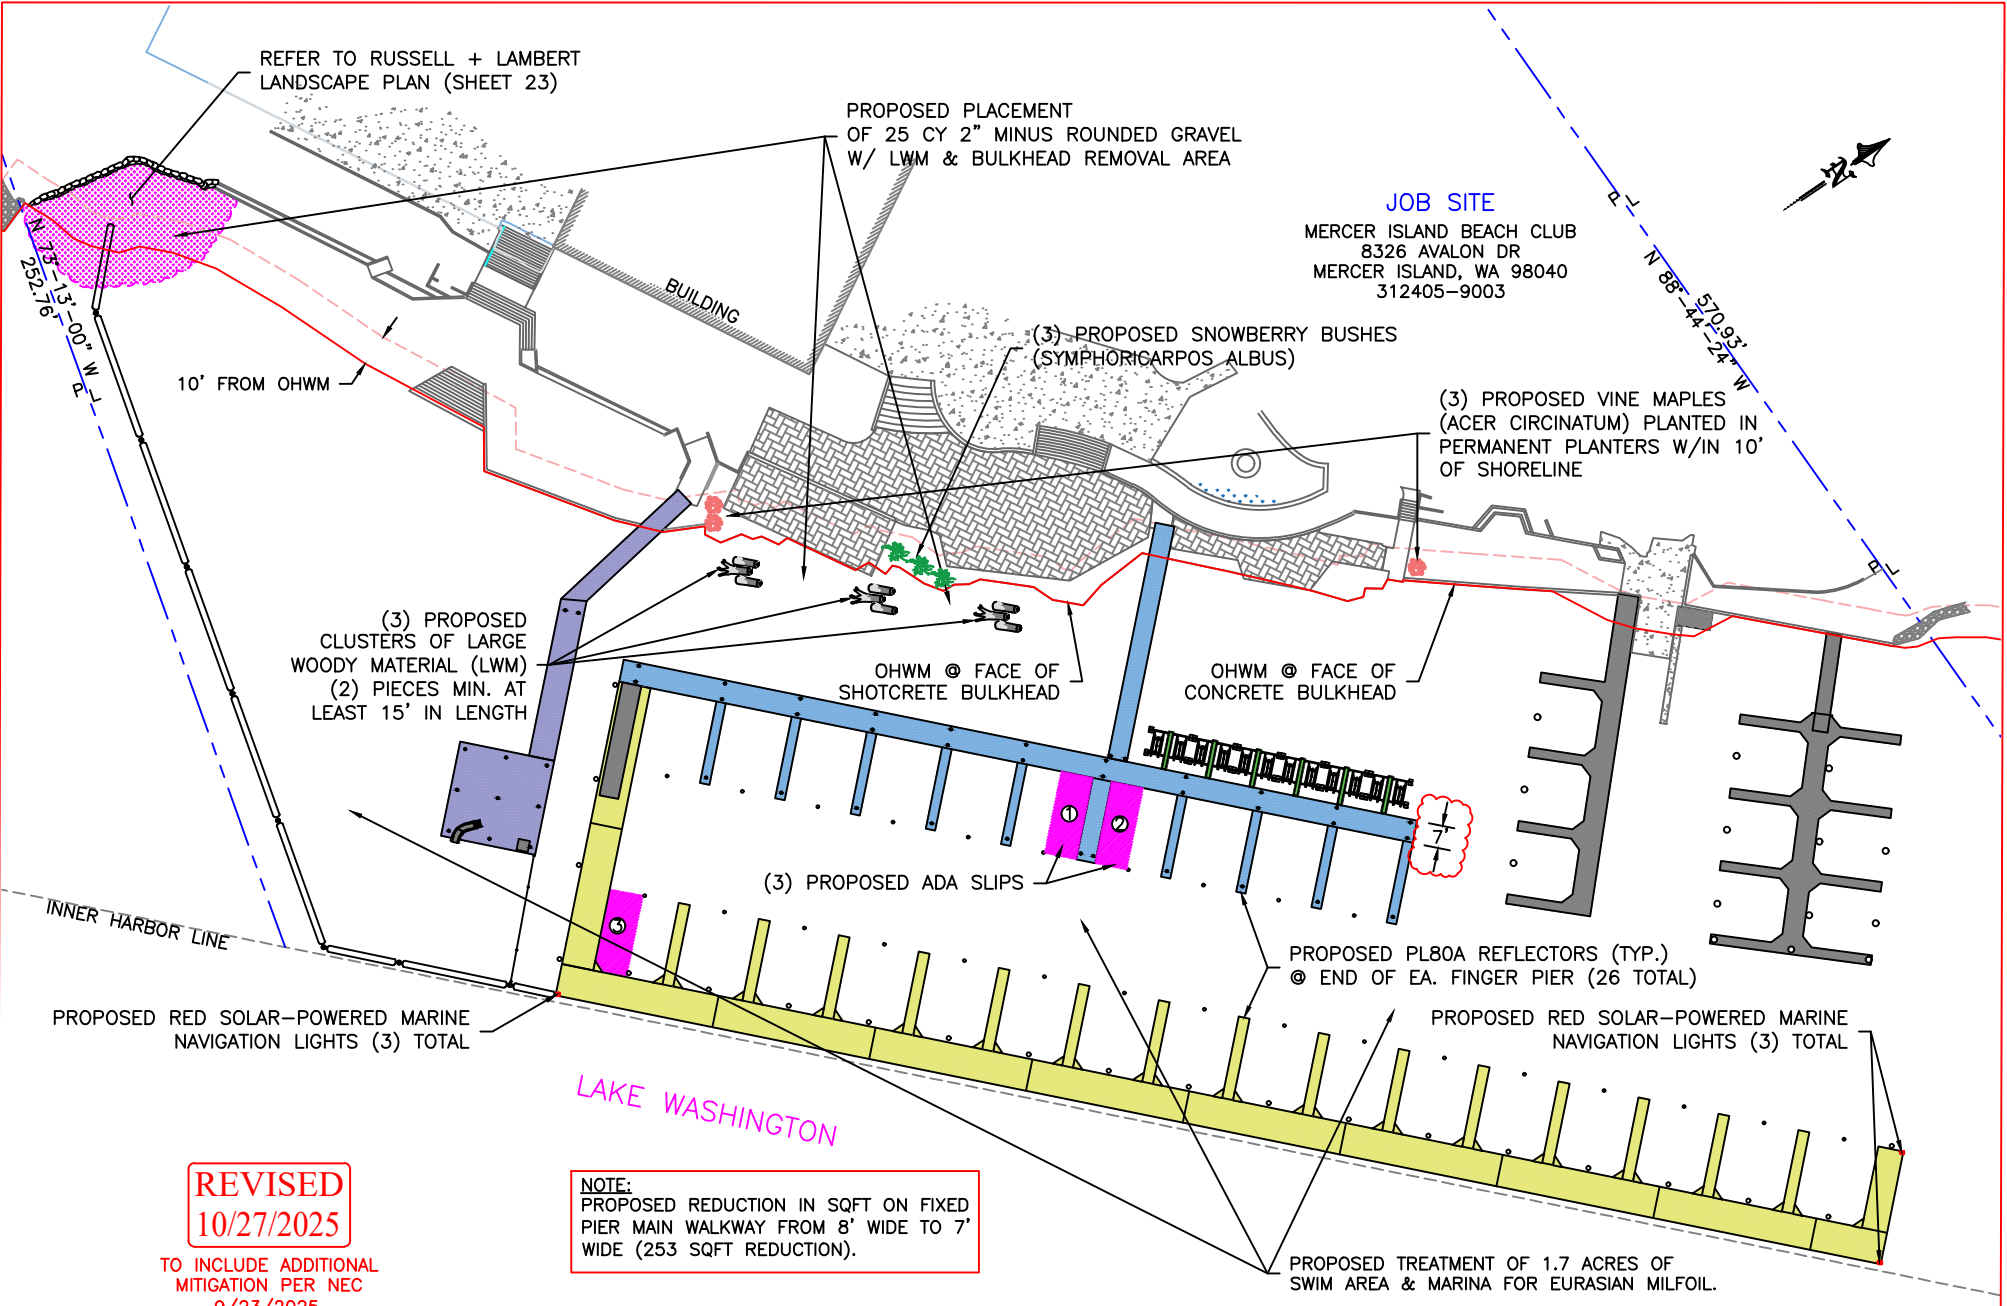 REFER TO RUSSELL + LAMBERT
LANDSCAPE PLAN (SHEET 23)
PROPOSED PLACEMENT
OF 25 CY 2" MINUS ROUNDED GRAVEL
W/ LWM & BULKHEAD REMOVAL AREA
JOB SITE
MERCER ISLAND BEACH CLUB
8326 AVALON DR
MERCER ISLAND, WA 98040
312405-9003
P L
N 88°-44'-24" W
570.93'
P L
N 73°-13'-00" W
252.76'
P L
BUILDING
N
10' FROM OHWM
(3) PROPOSED SNOWBERRY BUSHES
(SYMPHORICARPOS ALBUS)
(3) PROPOSED VINE MAPLES
(ACER CIRCINATUM) PLANTED IN
PERMANENT PLANTERS W/IN 10'
OF SHORELINE
(3) PROPOSED
CLUSTERS OF LARGE
WOODY MATERIAL (LWM)
(2) PIECES MIN. AT
LEAST 15' IN LENGTH
OHWM @ FACE OF
SHOTCRETE BULKHEAD
OHWM @ FACE OF
CONCRETE BULKHEAD
1
2
7'
(3) PROPOSED ADA SLIPS
3
INNER HARBOR LINE
PROPOSED PL80A REFLECTORS (TYP.)
@ END OF EA. FINGER PIER (26 TOTAL)
PROPOSED RED SOLAR-POWERED MARINE
NAVIGATION LIGHTS (3) TOTAL
PROPOSED RED SOLAR-POWERED MARINE
NAVIGATION LIGHTS (3) TOTAL
LAKE WASHINGTON
REVISED
10/27/2025
TO INCLUDE ADDITIONAL
MITIGATION PER NEC
9/23/2025
NOTE:
PROPOSED REDUCTION IN SQFT ON FIXED
PIER MAIN WALKWAY FROM 8' WIDE TO 7'
WIDE (253 SQFT REDUCTION).
PROPOSED TREATMENT OF 1.7 ACRES OF
SWIM AREA & MARINA FOR EURASIAN MILFOIL.